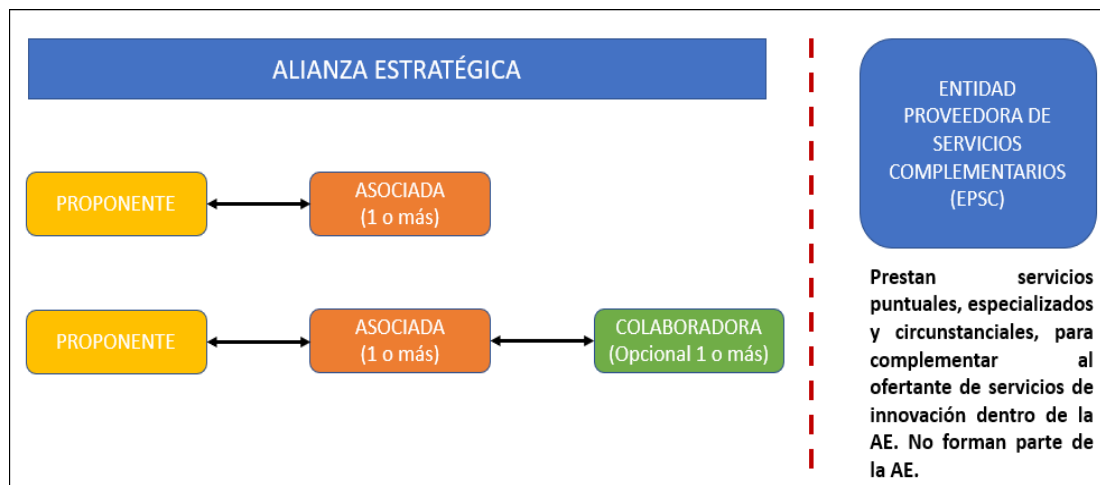 ALIANZA ESTRATÉGICA
PROPONENTE
ASOCIADA
(1 o más)
PROPONENTE
ASOCIADA
(1 o más)
COLABORADORA
(Opcional 1 o más)
ENTIDAD
PROVEEDORA DE
SERVICIOS
COMPLEMENTARIOS
(EPSC)
Prestan servicios
puntuales, especializados
y circunstanciales, para
complementar al
ofertante de servicios de
innovación dentro de la
AE. No forman parte de
la AE.